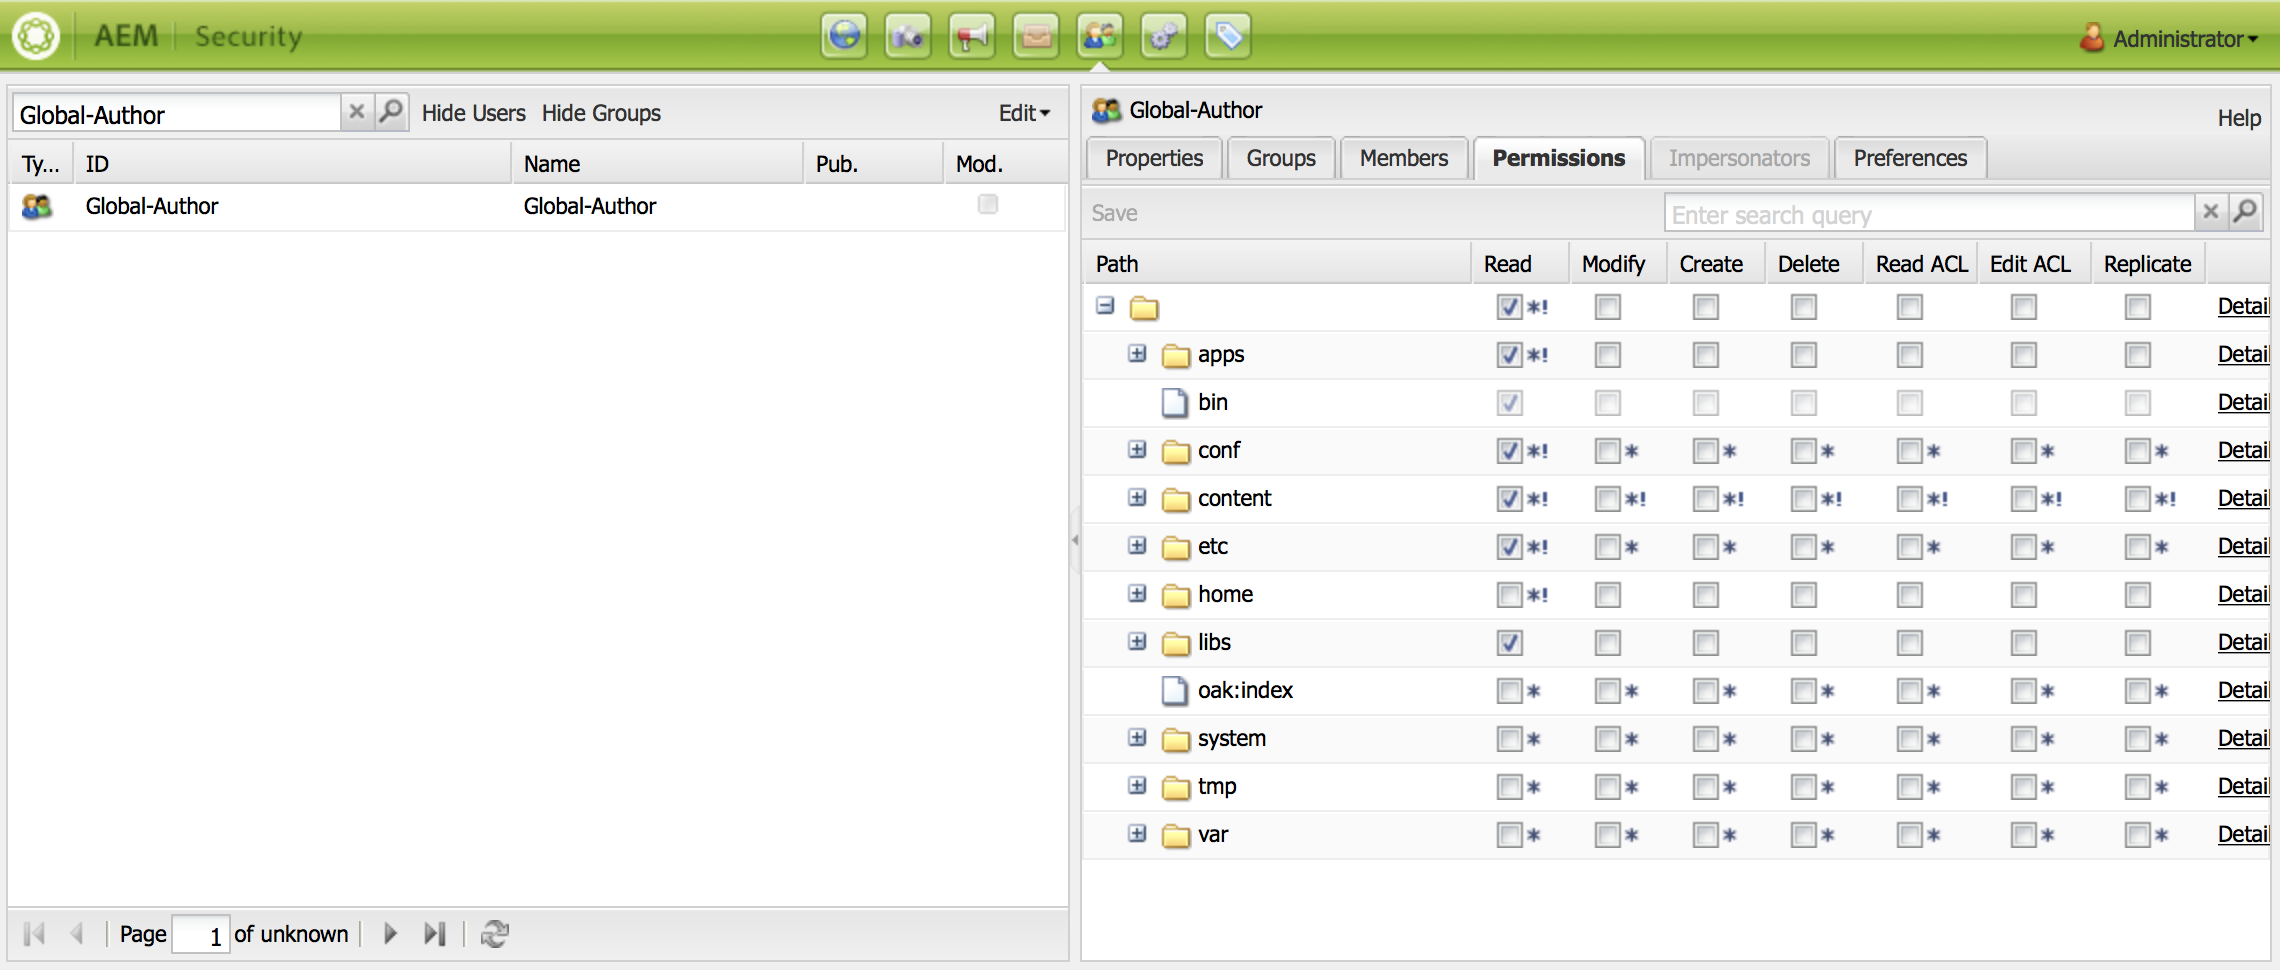 AEM Security
Administrator
Global-Author
Hide Users Hide Groups
Edit
Ty... ID Name Pub. Mod.
Global-Author Global-Author
Page 1 of unknown
Global-Author
Help
Properties Groups Members Permissions Impersonators Preferences
Save
Enter search query
Path Read Modify Create Delete Read ACL Edit ACL Replicate
*! Detail
apps *! Detail
bin Detail
conf *! * * * * * * Detail
content *! *! *! *! *! *! *! Detail
etc *! * * * * * * Detail
home *! Detail
libs Detail
oak:index * * * * * * * Detail
system * * * * * * * Detail
tmp * * * * * * * Detail
var * * * * * * * Detail